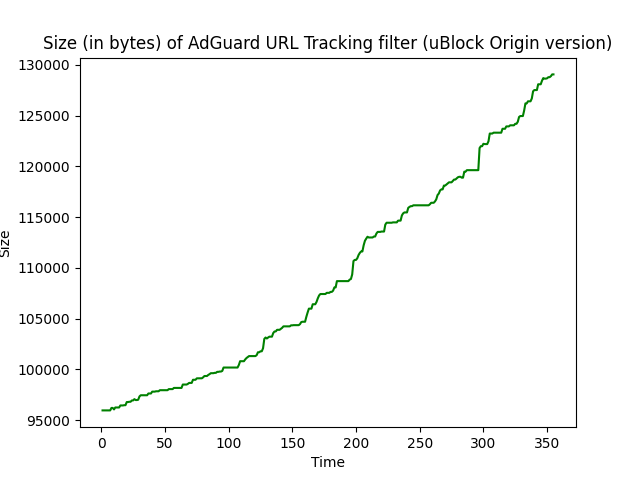 Size (in bytes) of AdGuard URL Tracking filter (uBlock Origin version)
130000
125000
120000
115000
110000
105000
100000
95000
Size
0 50 100 150 200 250 300 350
Time